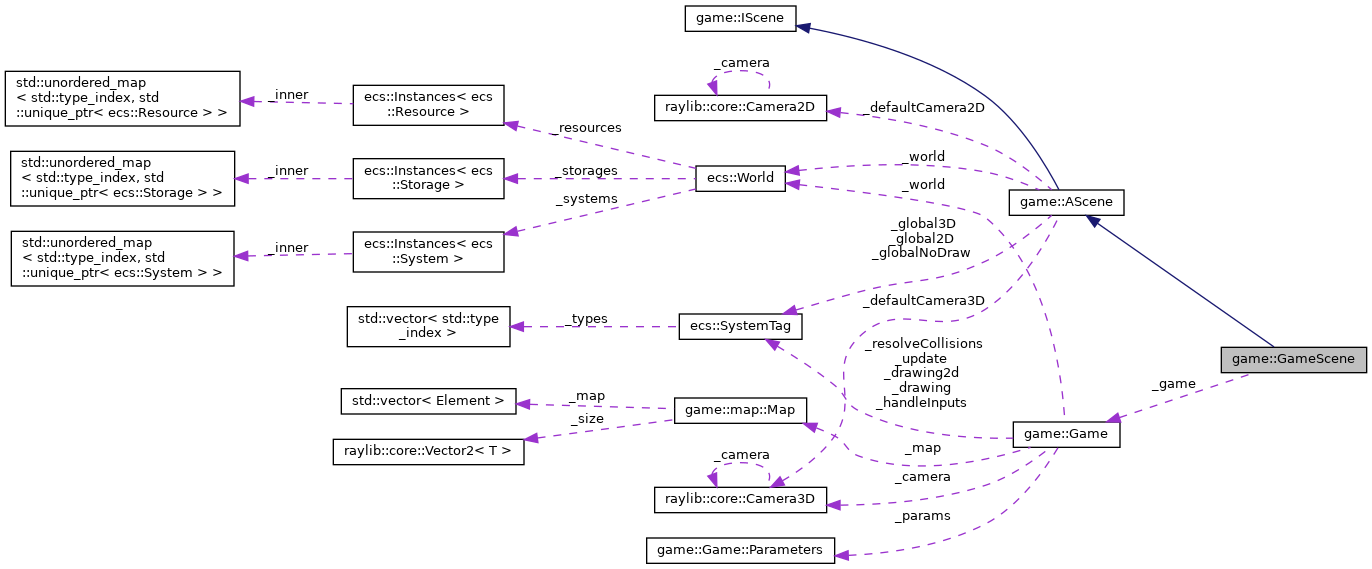 game::IScene
_camera
raylib::core::Camera2D
_defaultCamera2D
std::unordered_map
< std::type_index, std
::unique_ptr< ecs::Resource > >
_inner
ecs::Instances< ecs
::Resource >
_resources
std::unordered_map
< std::type_index, std
::unique_ptr< ecs::Storage > >
_inner
ecs::Instances< ecs
::Storage >
_storages
ecs::World
_world
_world
game::AScene
std::unordered_map
< std::type_index, std
::unique_ptr< ecs::System > >
_inner
ecs::Instances< ecs
::System >
_systems
_global3D
_global2D
_globalNoDraw
_defaultCamera3D
std::vector< std::type
_index >
_types
ecs::SystemTag
_resolveCollisions
_update
_drawing2d
_drawing
_handleInputs
game::GameScene
_game
std::vector< Element >
_map
game::map::Map
_size
raylib::core::Vector2< T >
game::Game
_map
_camera
raylib::core::Camera3D
_camera
_params
game::Game::Parameters